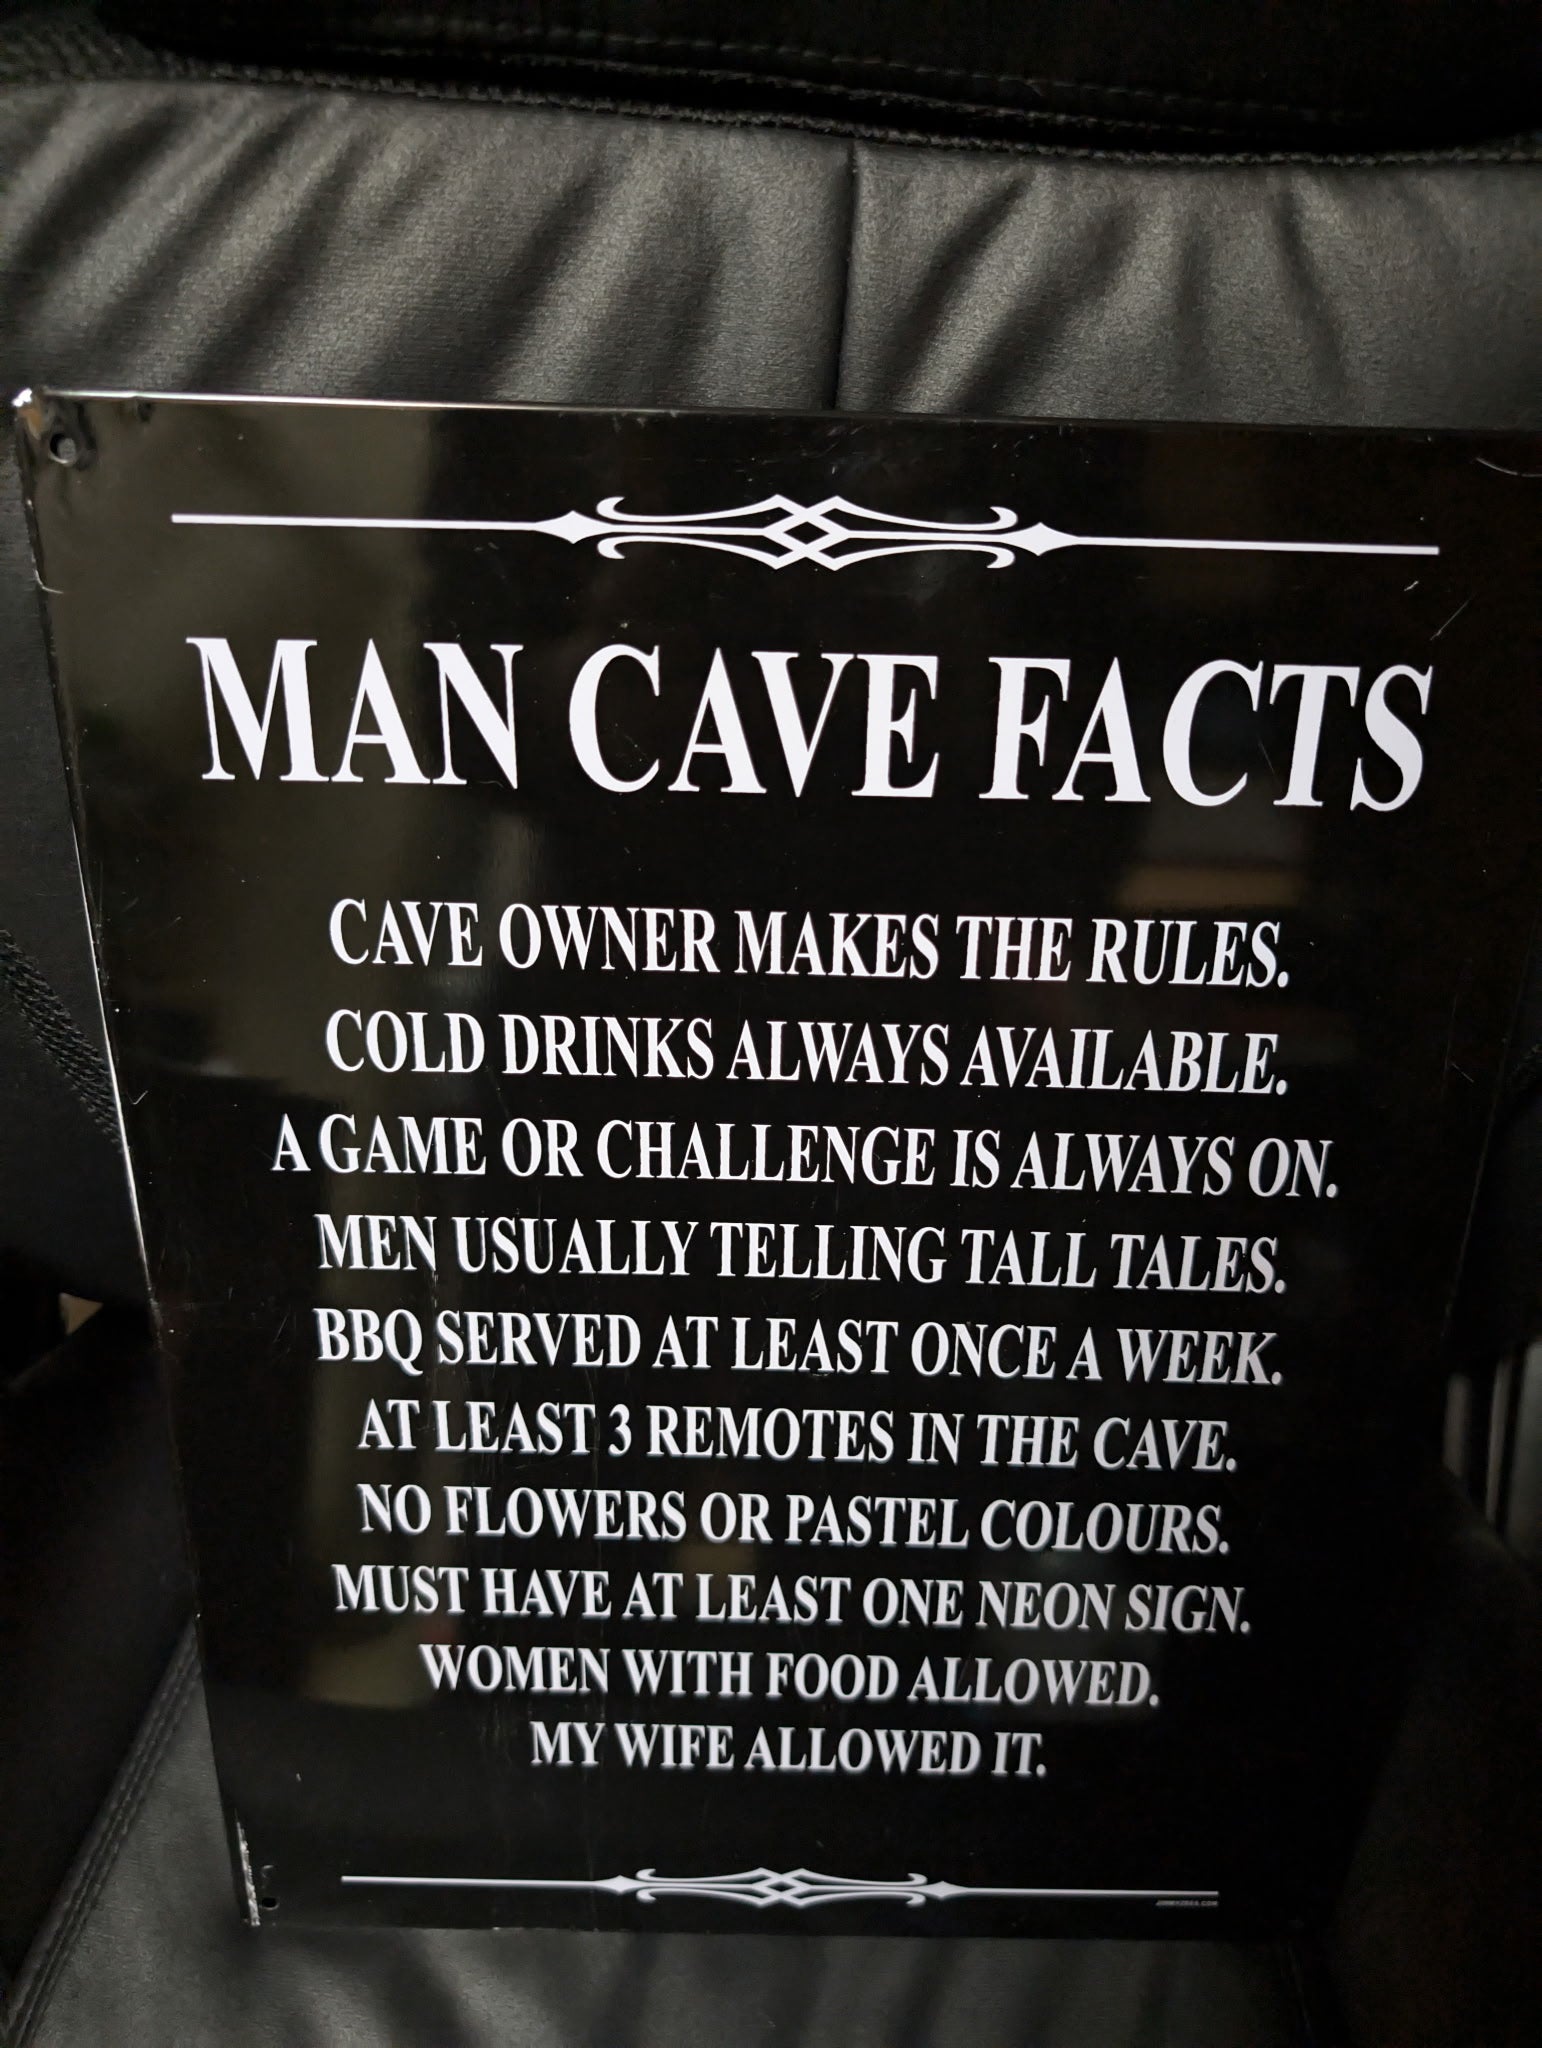 MAN CAVE FACTS
CAVE OWNER MAKES THE RULES.
COLD DRINKS ALWAYS AVAILABLE.
A GAME OR CHALLENGE IS ALWAYS ON.
MEN USUALLY TELLING TALL TALES.
BBQ SERVED AT LEAST ONCE A WEEK.
AT LEAST 3 REMOTES IN THE CAVE.
NO FLOWERS OR PASTEL COLOURS.
MUST HAVE AT LEAST ONE NEON SIGN.
WOMEN WITH FOOD ALLOWED.
MY WIFE ALLOWED IT.